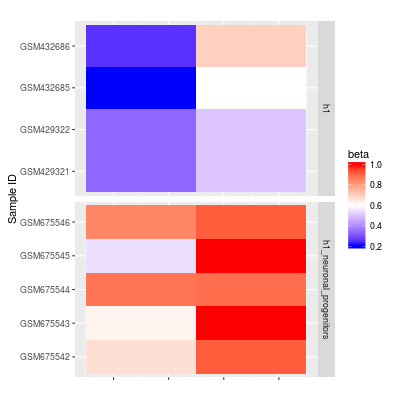 Sample ID
GSM432686
GSM432685
GSM429322
GSM429321
h1
GSM675546
GSM675545
GSM675544
GSM675543
GSM675542
h1_neuronal_progenitors
beta
1.0
0.8
0.6
0.4
0.2